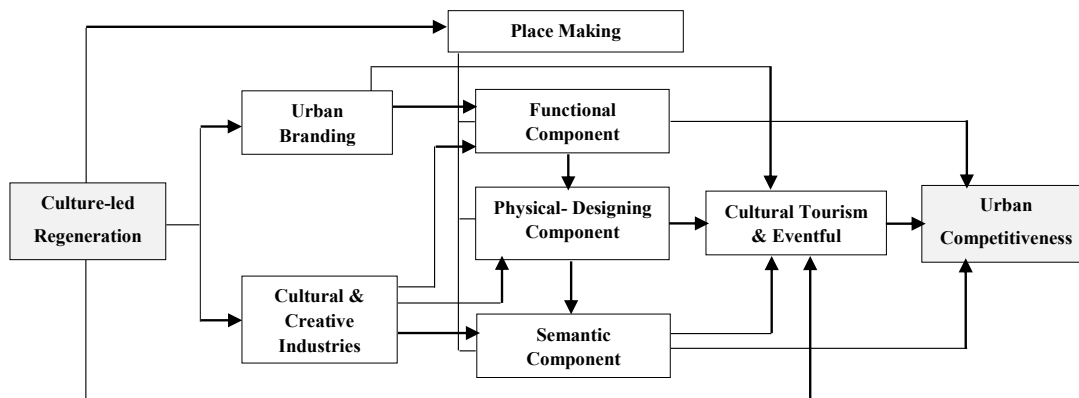 Place Making
Urban
Branding
Functional
Component
Culture-led
Regeneration
Physical- Designing
Component
Cultural Tourism
& Eventful
Urban
Competitiveness
Cultural &
Creative
Industries
Semantic
Component